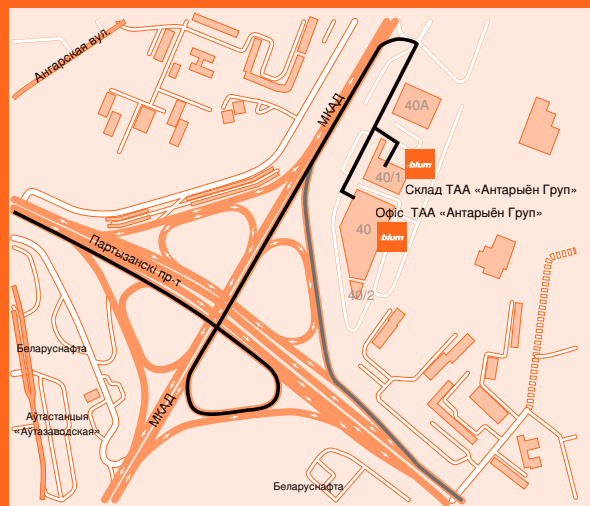 Ангарская вул.
МКАД
40А
blum
40/1
Склад ТАА «Антарыён Груп»
Офіс ТАА «Антарыён Груп»
40
blum
Партызанскі пр-т
40/2
Беларуснафта
МКАД
Аўтастанцыя
«Аўтазаводская»
Беларуснафта